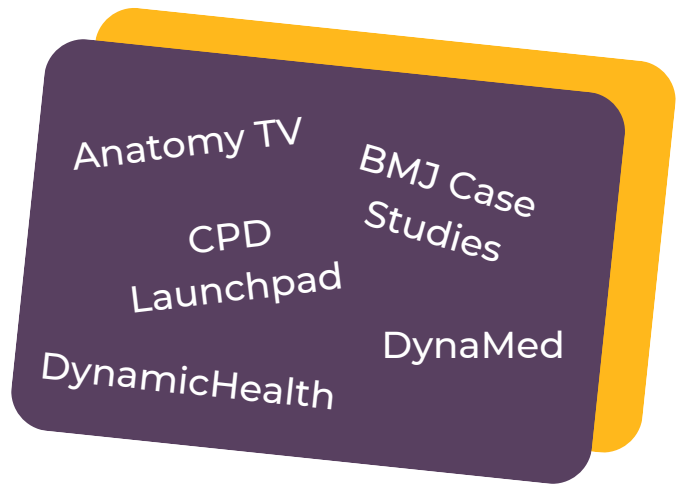 Anatomy TV
BMJ Case
Studies
CPD
Launchpad
DynaMed
DynamicHealth